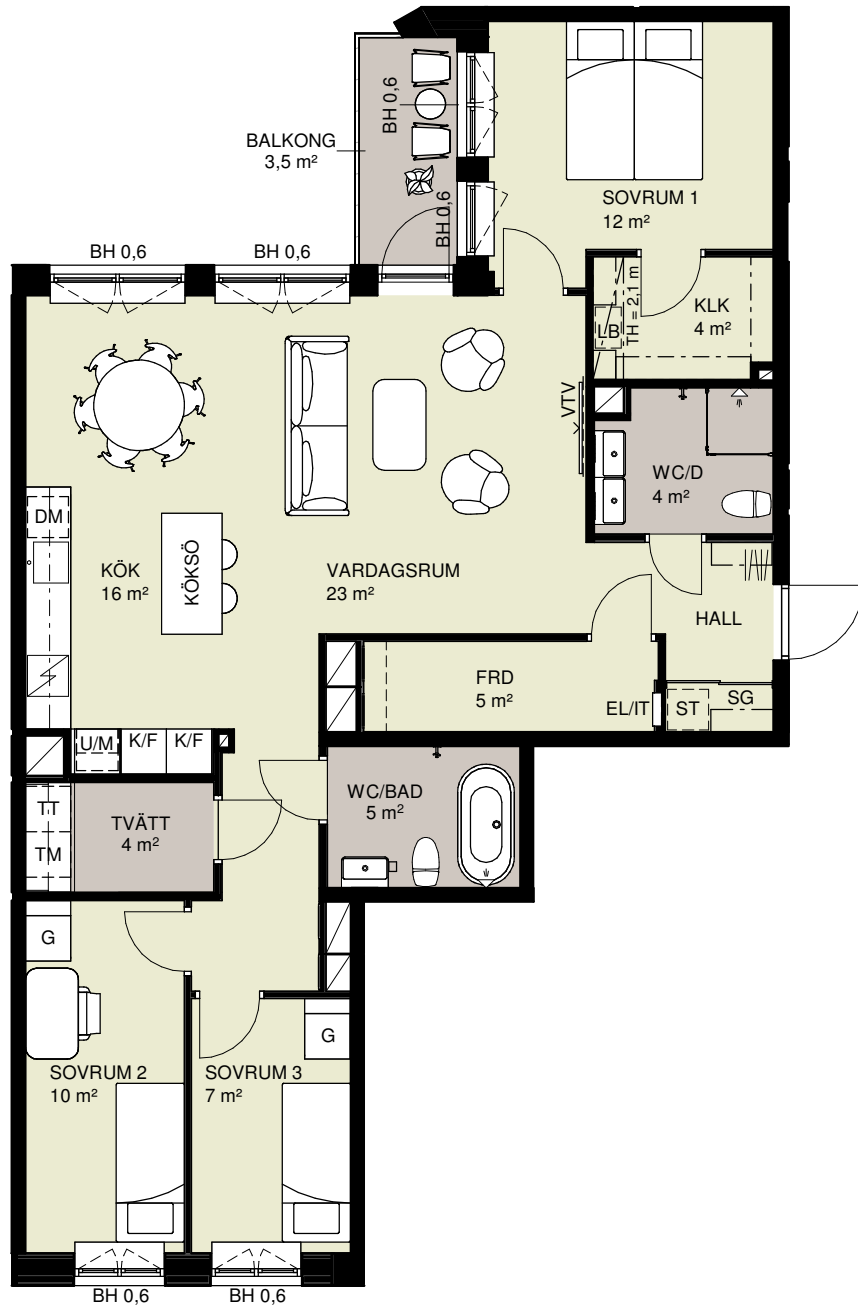 BALKONG
3,5 m²
BH 0,6
BH 0,6
SOVRUM 1
12 m²
BH 0,6
BH 0,6
KLK
4 m²
LB
TH = 2,1 m
VTV
WC/D
4 m²
DM
KÖK
16 m²
KÖKSÖ
VARDAGSRUM
23 m²
HALL
FRD
5 m²
EL/IT
ST
SG
U/M
K/F
K/F
WC/BAD
5 m²
TT
TM
TVÄTT
4 m²
G
G
SOVRUM 2
10 m²
SOVRUM 3
7 m²
BH 0,6
BH 0,6